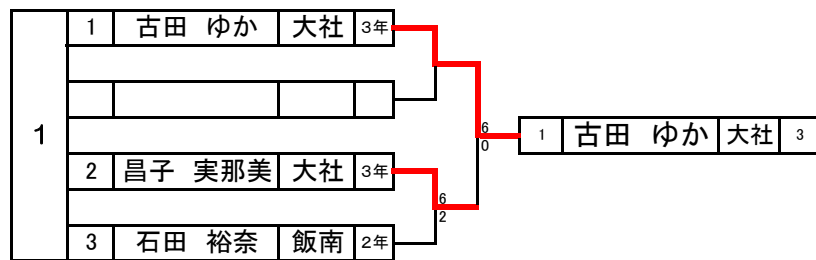 1
1 古田 ゆか 大社 3年
2 昌子 実那美 大社 3年
3 石田 裕奈 飯南 2年
6
2
6
0
1 古田 ゆか 大社 3